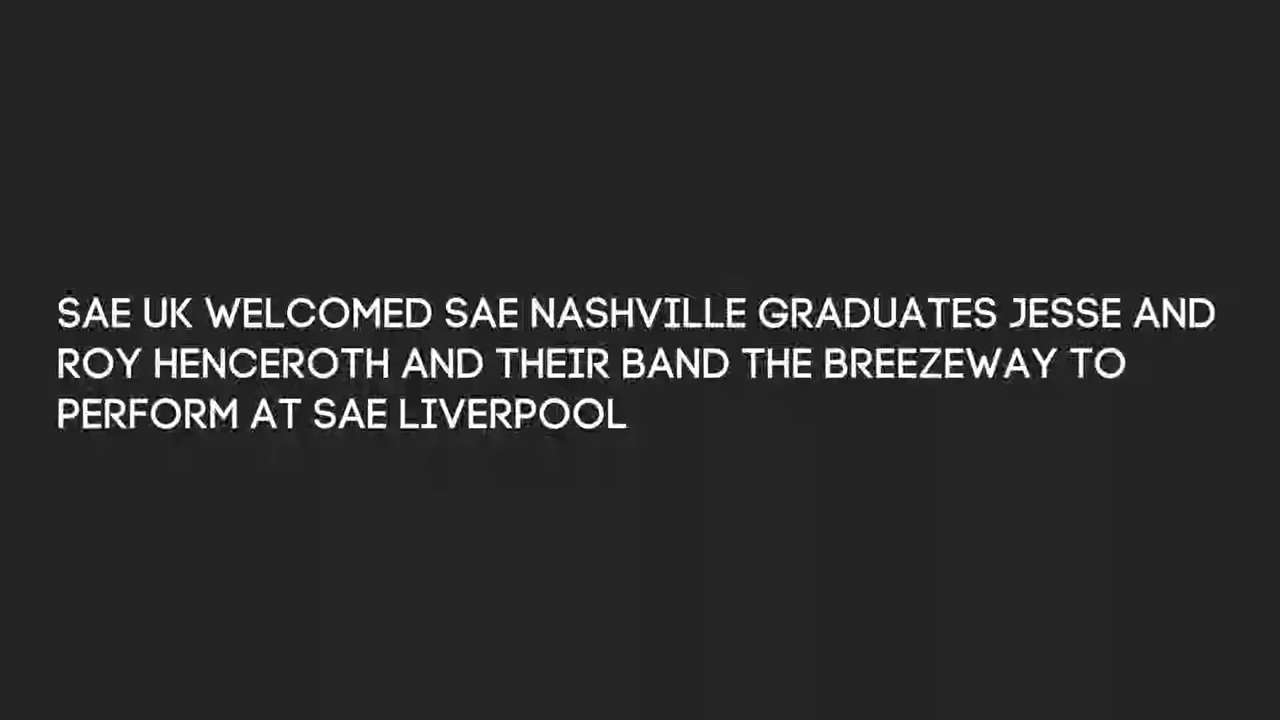 SAE UK WELCOMED SAE NASHVILLE GRADUATES JESSE AND
ROY HENCEROTH AND THEIR BAND THE BREEZEWAY TO
PERFORM AT SAE LIVERPOOL